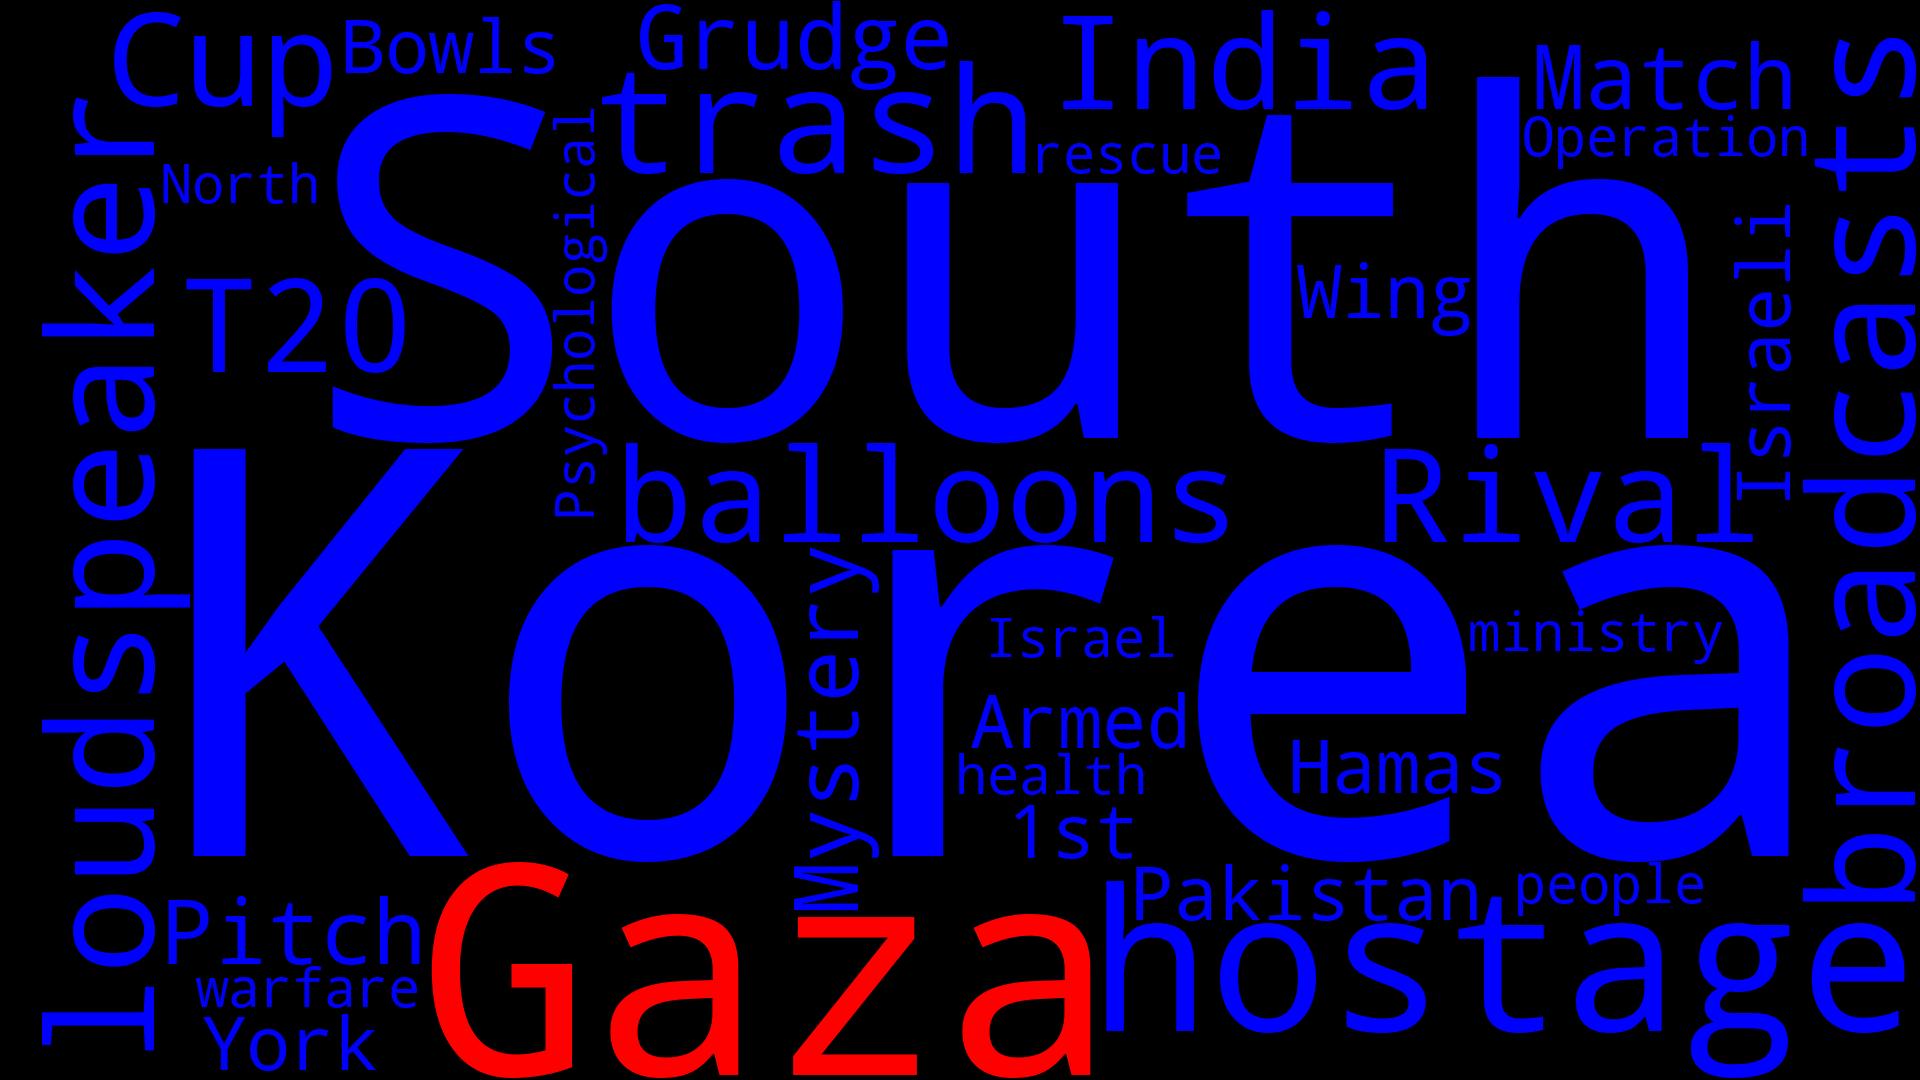 Cup
Bowls
Grudge
India
Match
trash
Operation
rescue
North
South
T20
Wing
Psychological
Israeli
loudspeaker
broadcasts
balloons
Rival
Korea
Mystery
Israel
ministry
Armed
Hamas
health
1st
Pakistan
people
Pitch
Gaza
hostage
warfare
York